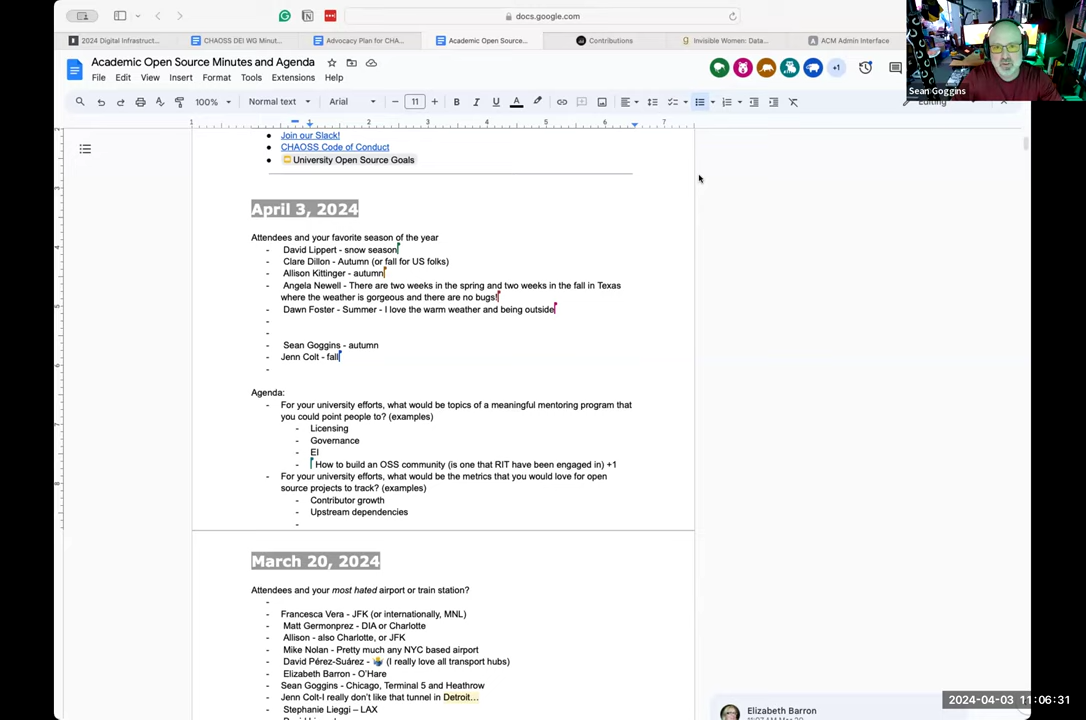 docs.google.com
2024 Digital Infrastruct...
CHAOSS DEI WG Minut...
Advocacy Plan for CHA...
Academic Open Source...
Contributions
Invisible Women: Data...
ACM Admin Interface
Academic Open Source Minutes and Agenda
File Edit View Insert Format Tools Extensions Help
+1
Sean Goggins
100% Normal text Arial 11 B I U A Editing
1 1 2 3 4 5 6 7
Join our Slack!
CHAOSS Code of Conduct
University Open Source Goals
April 3, 2024
Attendees and your favorite season of the year
- David Lippert - snow season
- Clare Dillon - Autumn (or fall for US folks)
- Allison Kittinger - autumn
- Angela Newell - There are two weeks in the spring and two weeks in the fall in Texas
where the weather is gorgeous and there are no bugs!
- Dawn Foster - Summer - I love the warm weather and being outside
-
-
- Sean Goggins - autumn
- Jenn Colt - fall
-
Agenda:
- For your university efforts, what would be topics of a meaningful mentoring program that
you could point people to? (examples)
- Licensing
- Governance
- EI
- How to build an OSS community (is one that RIT have been engaged in) +1
- For your university efforts, what would be the metrics that you would love for open
source projects to track? (examples)
- Contributor growth
- Upstream dependencies
-
March 20, 2024
Attendees and your most hated airport or train station?
-
- Francesca Vera - JFK (or internationally, MNL)
- Matt Germonprez - DIA or Charlotte
- Allison - also Charlotte, or JFK
- Mike Nolan - Pretty much any NYC based airport
- David Pérez-Suárez - 🤷 (I really love all transport hubs)
- Elizabeth Barron - O'Hare
- Sean Goggins - Chicago, Terminal 5 and Heathrow
- Jenn Colt-I really don't like that tunnel in Detroit...
- Stephanie Lieggi – LAX
Elizabeth Barron
2024-04-03 11:06:31